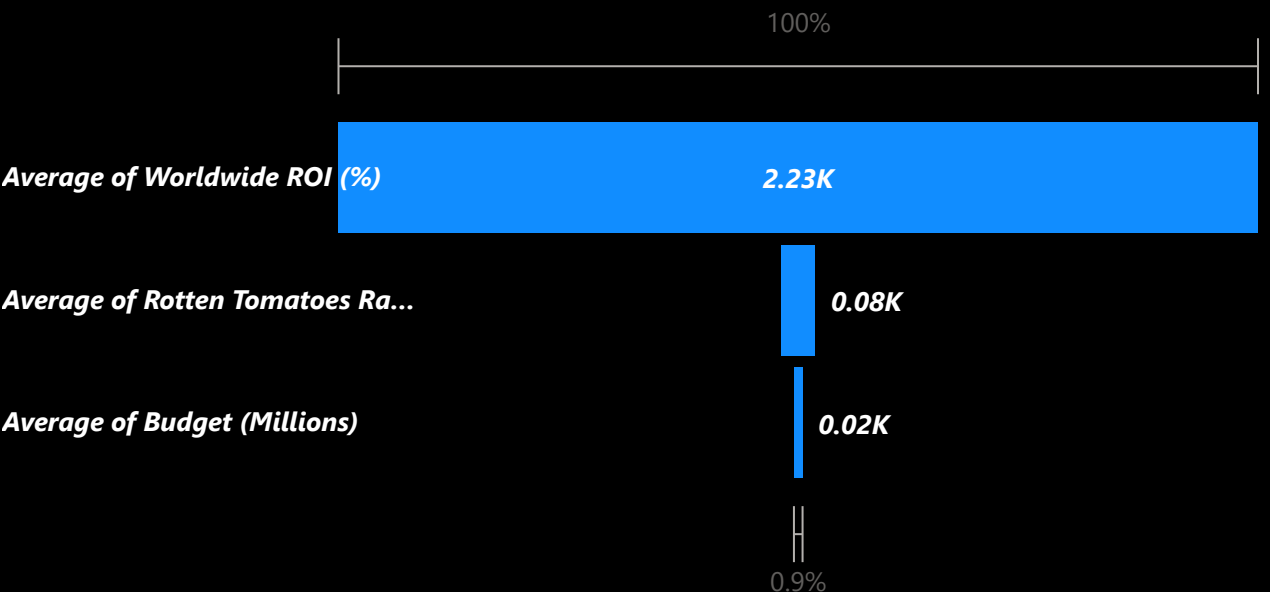 100%
Average of Worldwide ROI (%)
2.23K
Average of Rotten Tomatoes Ra...
0.08K
Average of Budget (Millions)
0.02K
0.9%